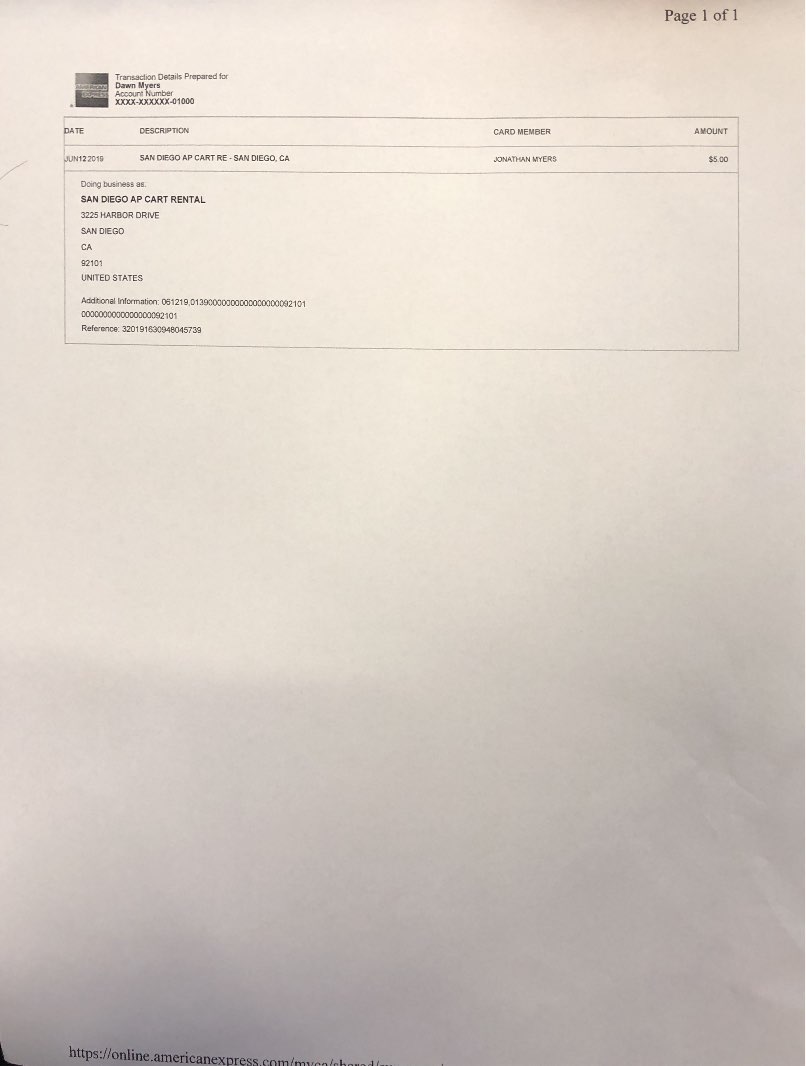 Page 1 of 1
AMERICAN EXPRESS
Transaction Details Prepared for
Dawn Myers
Account Number
XXXX-XXXXXX-01000
DATE DESCRIPTION CARD MEMBER AMOUNT
JUN12 2019 SAN DIEGO AP CART RE - SAN DIEGO, CA JONATHAN MYERS $5.00
Doing business as:
SAN DIEGO AP CART RENTAL
3225 HARBOR DRIVE
SAN DIEGO
CA
92101
UNITED STATES
Additional Information: 061219,01390000000000000000092101
0000000000000000092101
Reference: 320191630948045739
https://online.americanexpress.com/myca/shared/